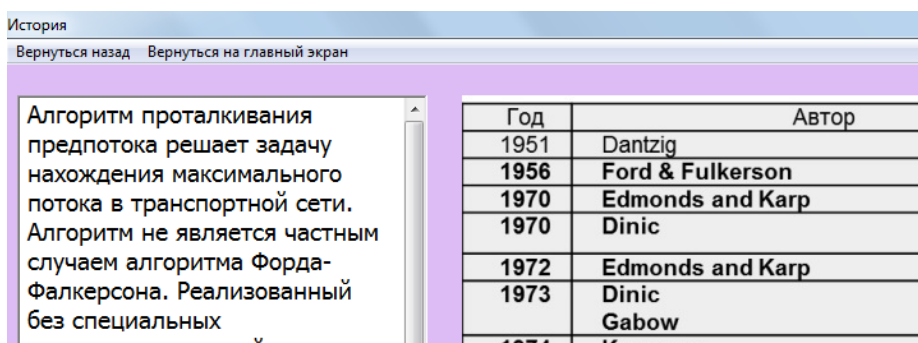 История
Вернуться назад Вернуться на главный экран
Алгоритм проталкивания
предпотока решает задачу
нахождения максимального
потока в транспортной сети.
Алгоритм не является частным
случаем алгоритма Форда-
Фалкерсона. Реализованный
без специальных
Год Автор
1951 Dantzig
1956 Ford & Fulkerson
1970 Edmonds and Karp
1970 Dinic
1972 Edmonds and Karp
1973 Dinic
Gabow